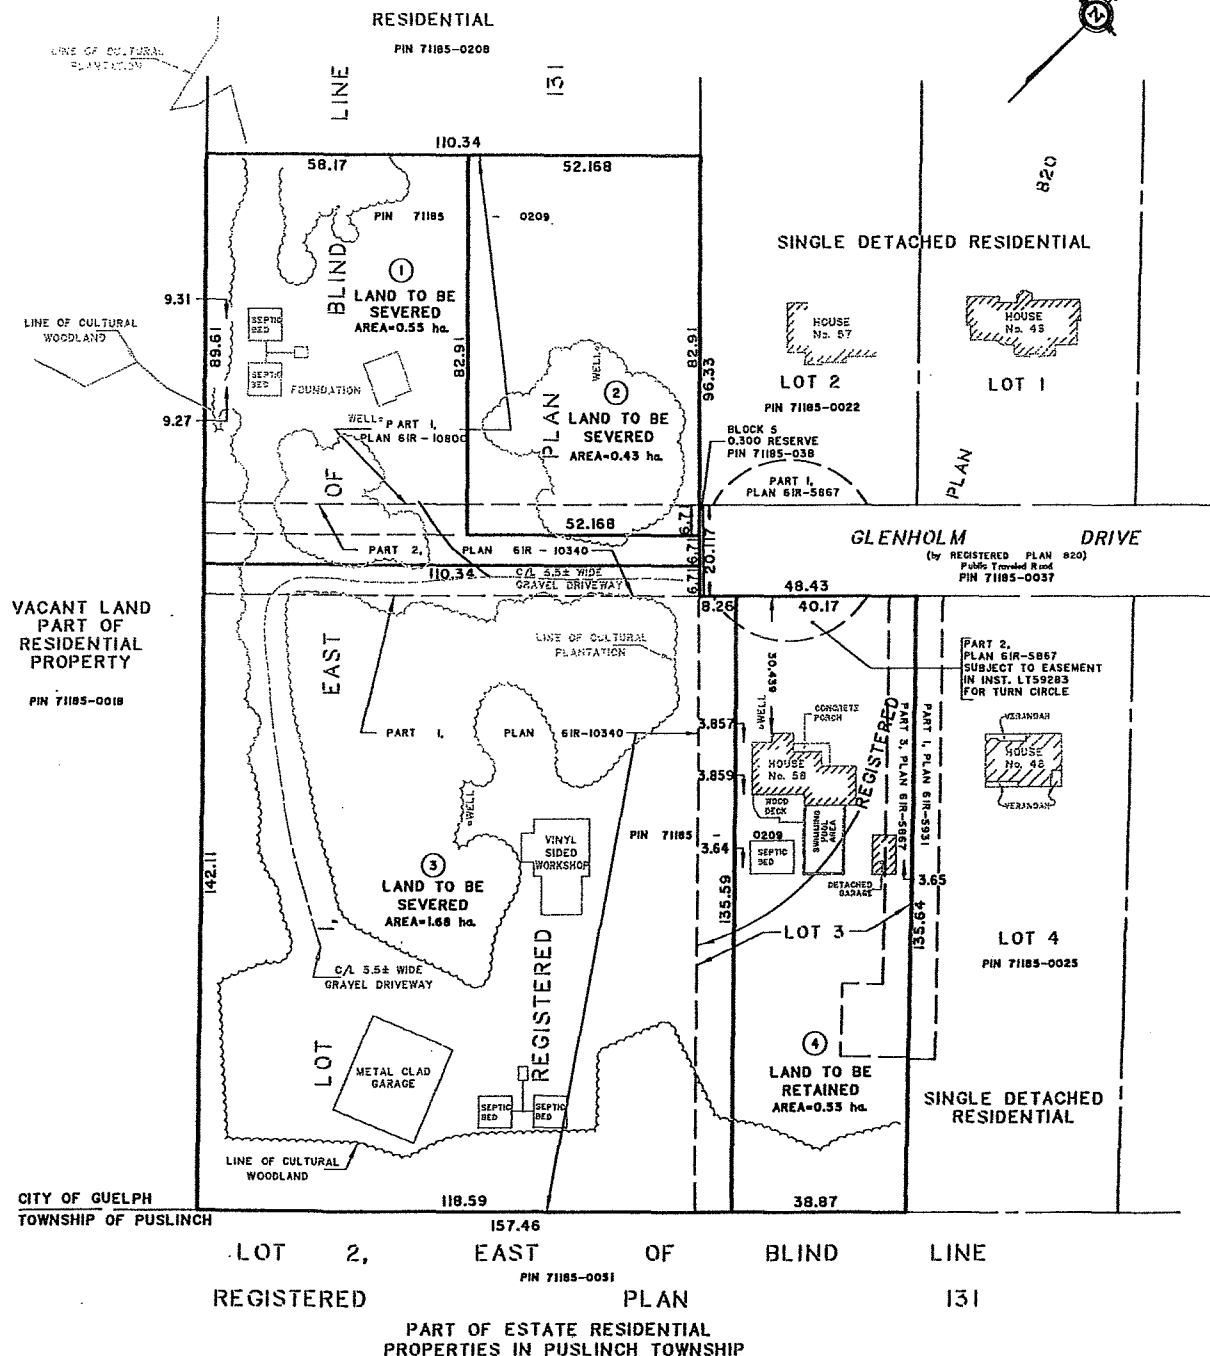 RESIDENTIAL
PIN 71185-0208
LINE OF CULTURAL
PLANTATION
LINE
131
N
110.34
58.17
52.168
820
PIN 71185 - 0209
SINGLE DETACHED RESIDENTIAL
BLIND
1
LAND TO BE
SEVERED
AREA=0.55 ha.
9.31
89.61
9.27
LINE OF CULTURAL
WOODLAND
SEPTIC
BED
SEPTIC
BED
FOUNDATION
82.91
WELL
PART 1,
PLAN 61R-10800
WELL
2
LAND TO BE
SEVERED
AREA=0.43 ha.
PLAN
82.91
96.33
HOUSE
No. 57
LOT 2
PIN 71185-0022
HOUSE
LOT 1
BLOCK 5
0.300 RESERVE
PIN 71185-038
PART 1,
PLAN 61R-5867
PLAN
OF
52.168
6.71
6.71
6.71
20.117
PART 2, PLAN 61R - 10340
110.34
C/L 5.5± WIDE
GRAVEL DRIVEWAY
GLENHOLM DRIVE
(by REGISTERED PLAN 820)
Public Traveled Road
PIN 71185-0037
48.43
8.26
40.17
VACANT LAND
PART OF
RESIDENTIAL
PROPERTY
PIN 71185-0018
EAST
LINE OF CULTURAL
PLANTATION
30.439
WELL
PART 2,
PLAN 61R-5867
SUBJECT TO EASEMENT
IN INST. LT59283
FOR TURN CIRCLE
PART 1, PLAN 61R-10340
3.857
3.859
3.64
CONCRETE
PORCH
HOUSE
No. 58
WOOD
DECK
SWIMMING
POOL
AREA
REGISTERED
PART 3, PLAN 61R-5867
PART 1, PLAN 61R-5931
VERANDAH
HOUSE
No. 48
VERANDAH
WELL
VINYL
SIDED
WORKSHOP
PIN 71185 - 0209
SEPTIC
BED
DETACHED
GARAGE
3.65
142.11
3
LAND TO BE
SEVERED
AREA=1.68 ha.
135.59
135.64
LOT 3
LOT 4
PIN 71185-0025
1,
C/L 5.5± WIDE
GRAVEL DRIVEWAY
REGISTERED
LOT
METAL CLAD
GARAGE
SEPTIC
BED
SEPTIC
BED
4
LAND TO BE
RETAINED
AREA=0.53 ha.
SINGLE DETACHED
RESIDENTIAL
LINE OF CULTURAL
WOODLAND
CITY OF GUELPH
TOWNSHIP OF PUSLINCH
118.59
38.87
157.46
LOT 2, EAST OF BLIND LINE
PIN 71185-0031
REGISTERED PLAN 131
PART OF ESTATE RESIDENTIAL
PROPERTIES IN PUSLINCH TOWNSHIP